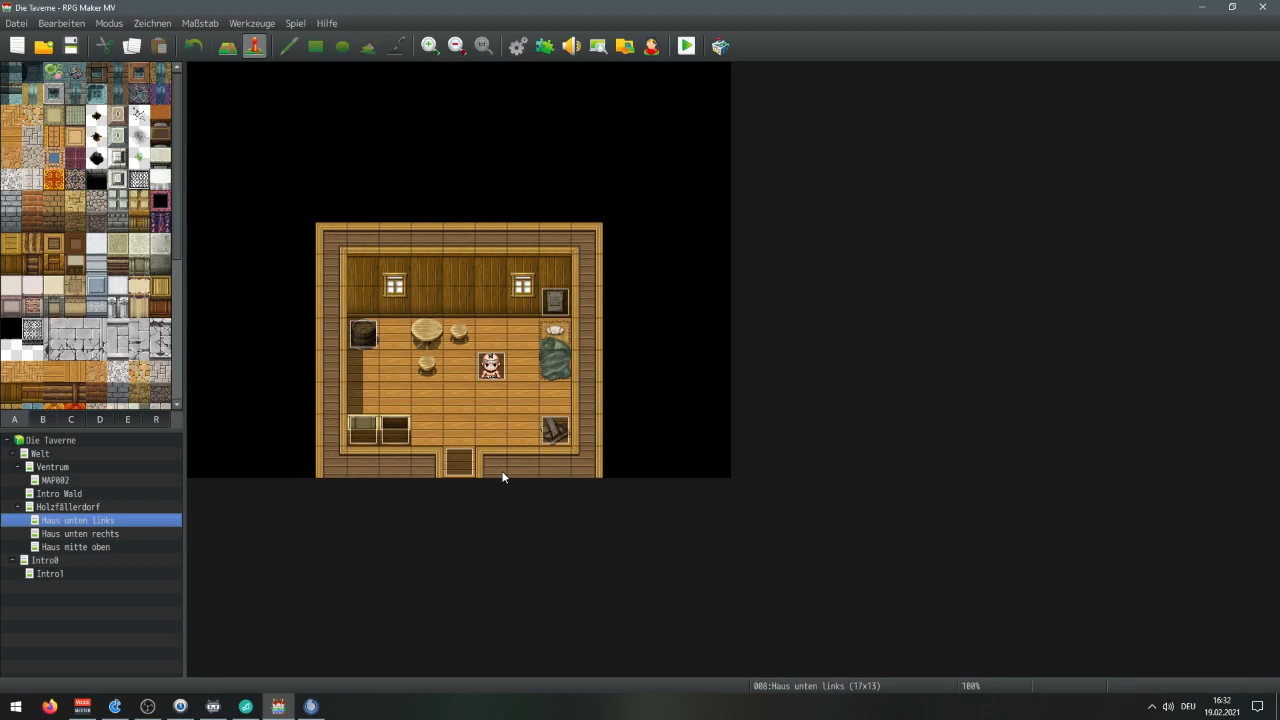 Die Taverne - RPG Maker MV
Datei Bearbeiten Modus Zeichnen Maßstab Werkzeuge Spiel Hilfe
A B C D E R
Die Taverne
Welt
Ventrum
MAP002
Intro Wald
Holzfällerdorf
Haus unten links
Haus unten rechts
Haus mitte oben
Intro0
Intro1
008:Haus unten links (17x13) 100%
DEU
16:32
19.02.2021